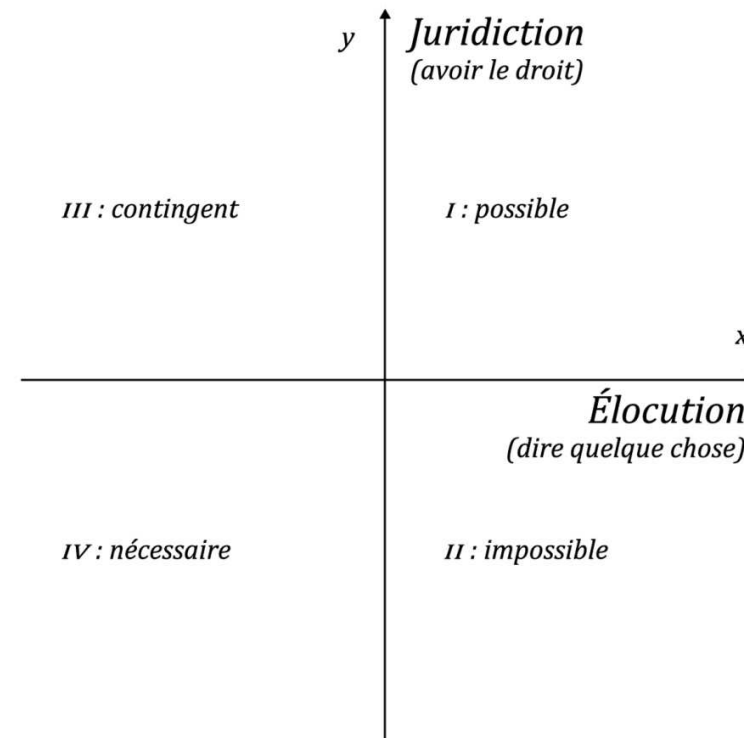 y
Juridiction
(avoir le droit)
III : contingent
I : possible
x
Élocution
(dire quelque chose)
IV : nécessaire
II : impossible